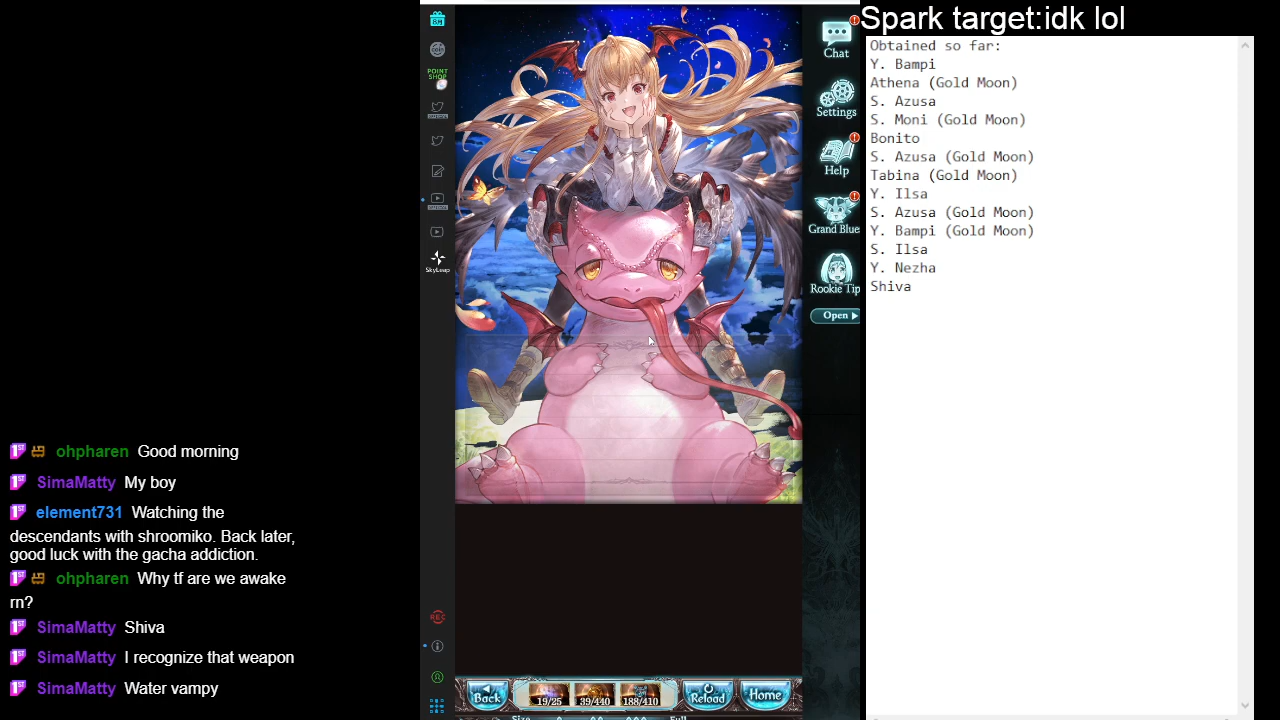 Spark target:idk lol
Obtained so far:
Y. Bampi
Athena (Gold Moon)
S. Azusa
S. Moni (Gold Moon)
Bonito
S. Azusa (Gold Moon)
Tabina (Gold Moon)
Y. Ilsa
S. Azusa (Gold Moon)
Y. Bampi (Gold Moon)
S. Ilsa
Y. Nezha
Shiva
ohpharen Good morning
SimaMatty My boy
element731 Watching the
descendants with shroomiko. Back later,
good luck with the gacha addiction.
ohpharen Why tf are we awake
rn?
SimaMatty Shiva
SimaMatty I recognize that weapon
SimaMatty Water vampy
POINT
SHOP
SkyLeap
REC
Chat
Settings
Help
Grand Blue
Rookie Tip
Open
Back
19/25
39/440
188/410
Reload
Home